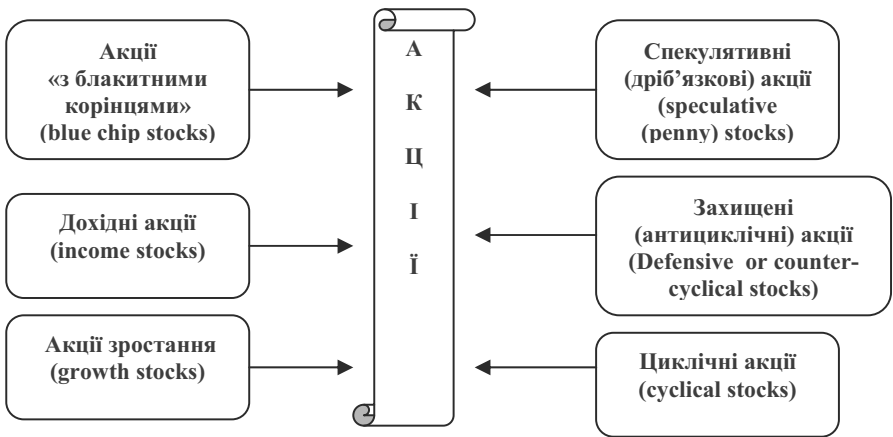 Акції
«з блакитними
корінцями»
(blue chip stocks)
Дохідні акції
(income stocks)
Акції зростання
(growth stocks)
А
К
Ц
І
Ї
Спекулятивні
(дріб’язкові) акції
(speculative
(penny) stocks)
Захищені
(антициклічні) акції
(Defensive or counter-
cyclical stocks)
Циклічні акції
(cyclical stocks)